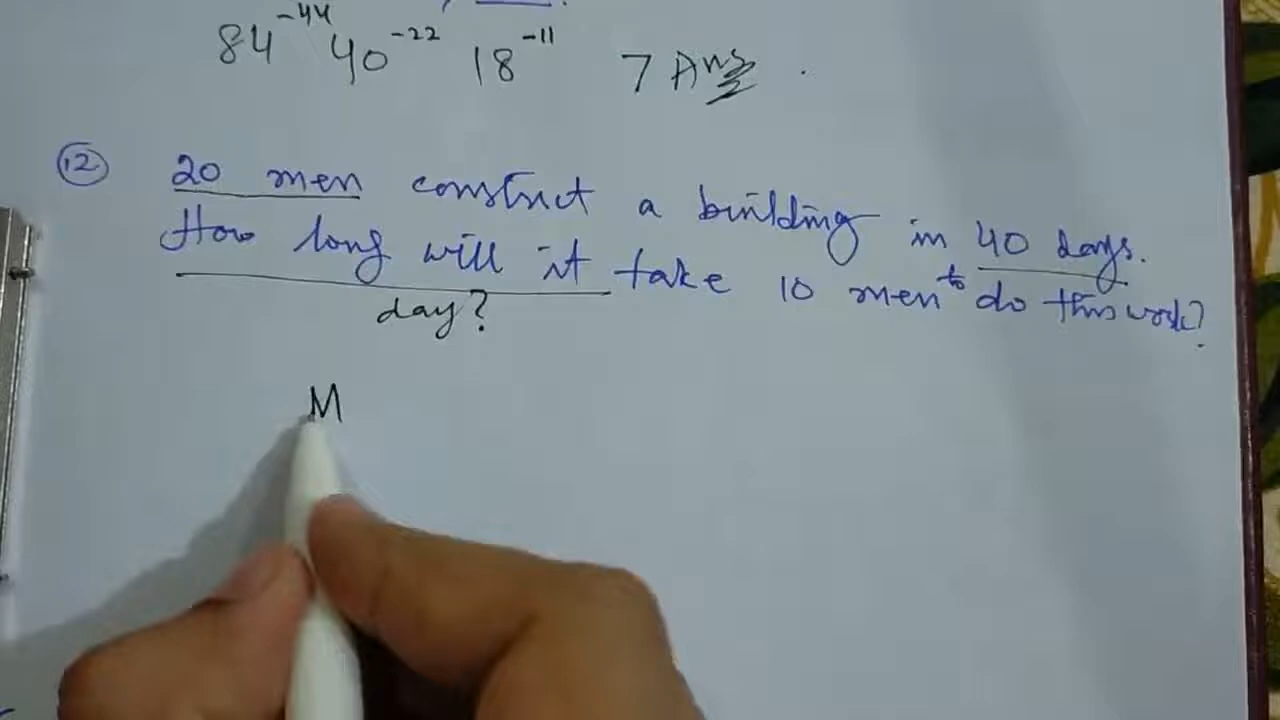 84⁻⁴⁴ 40⁻²² 18⁻¹¹ 7 Ans
12 20 men construct a building in 40 days.
How long will it take 10 men to do this work?
day?
M